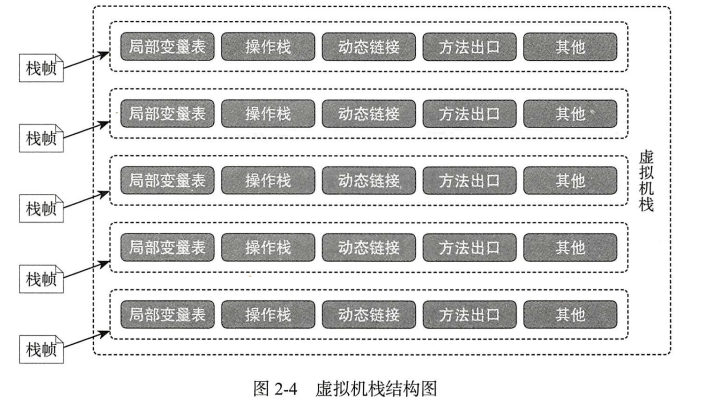 栈帧 局部变量表 操作栈 动态链接 方法出口 其他
栈帧 局部变量表 操作栈 动态链接 方法出口 其他
栈帧 局部变量表 操作栈 动态链接 方法出口 其他
栈帧 局部变量表 操作栈 动态链接 方法出口 其他
栈帧 局部变量表 操作栈 动态链接 方法出口 其他
虚拟机栈
图 2-4 虚拟机栈结构图